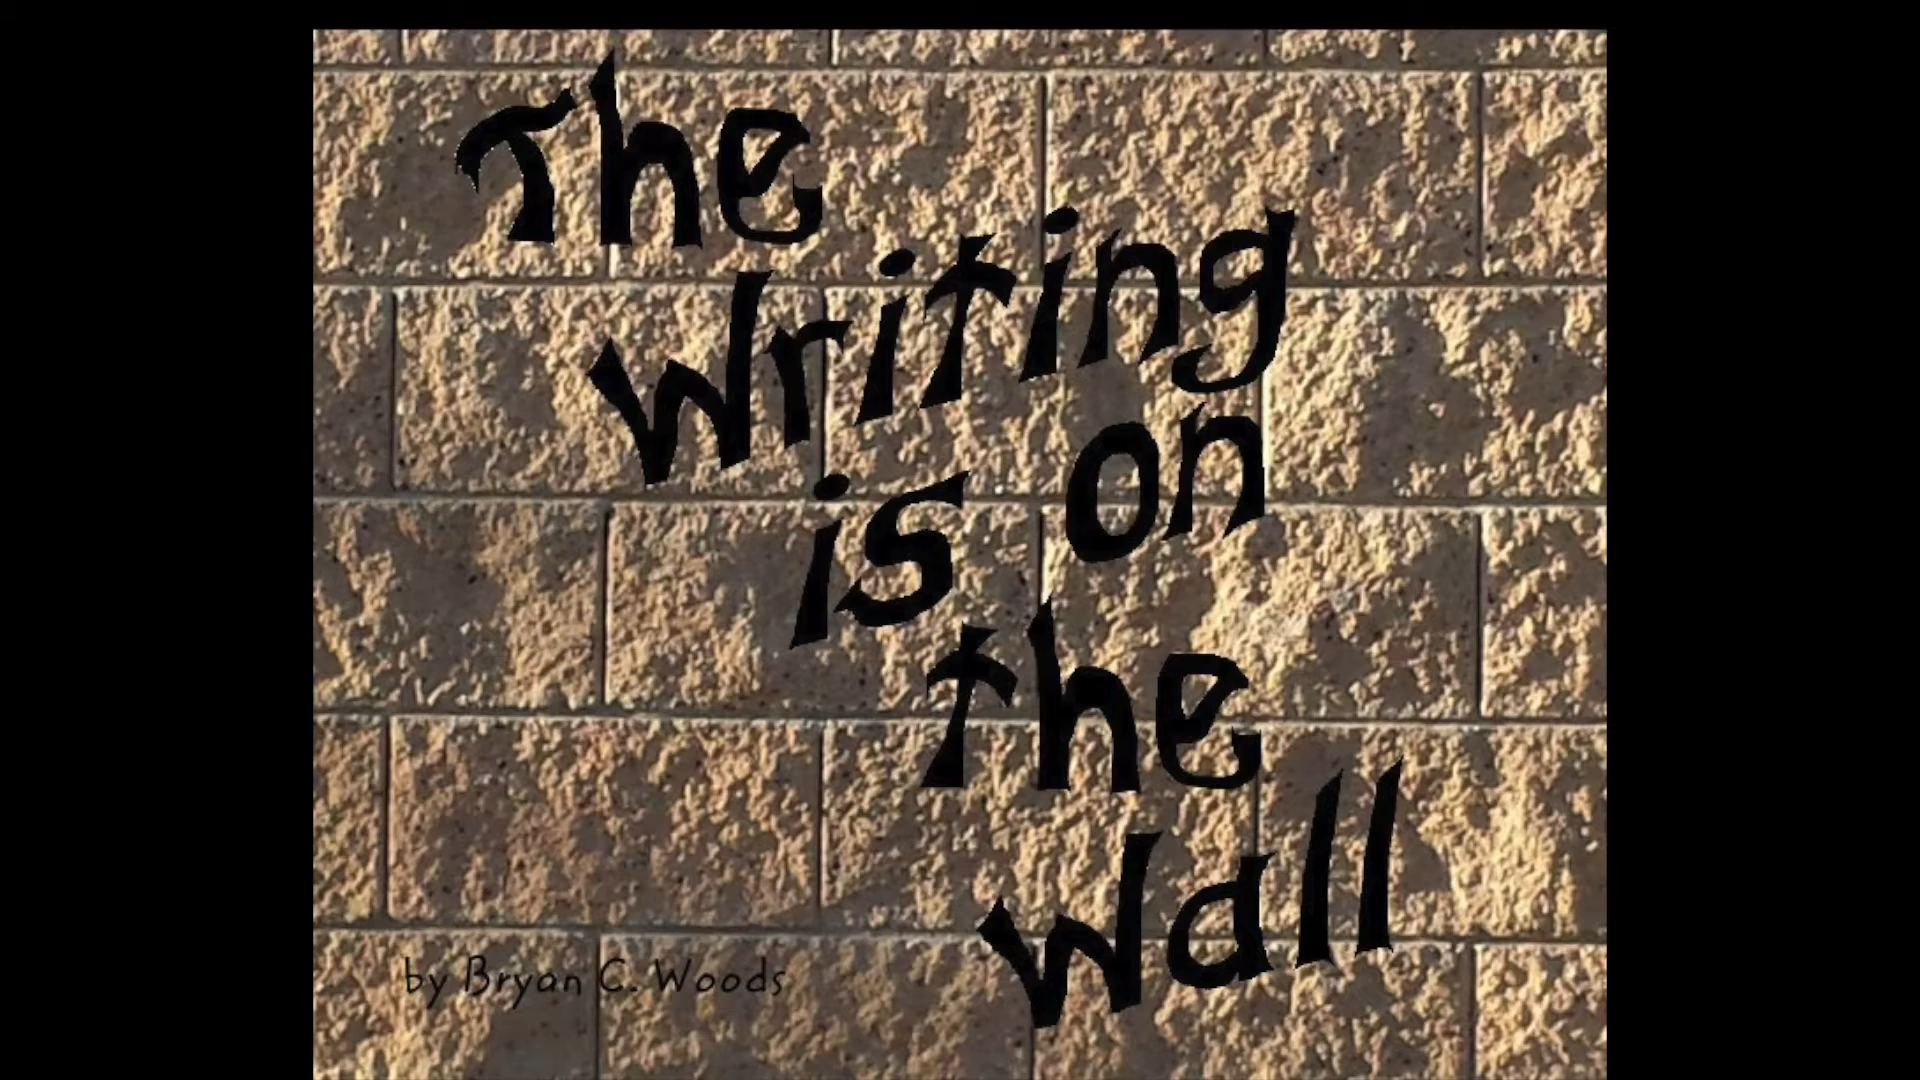 The
writing
is on
the
wall
by Bryan C. Woods